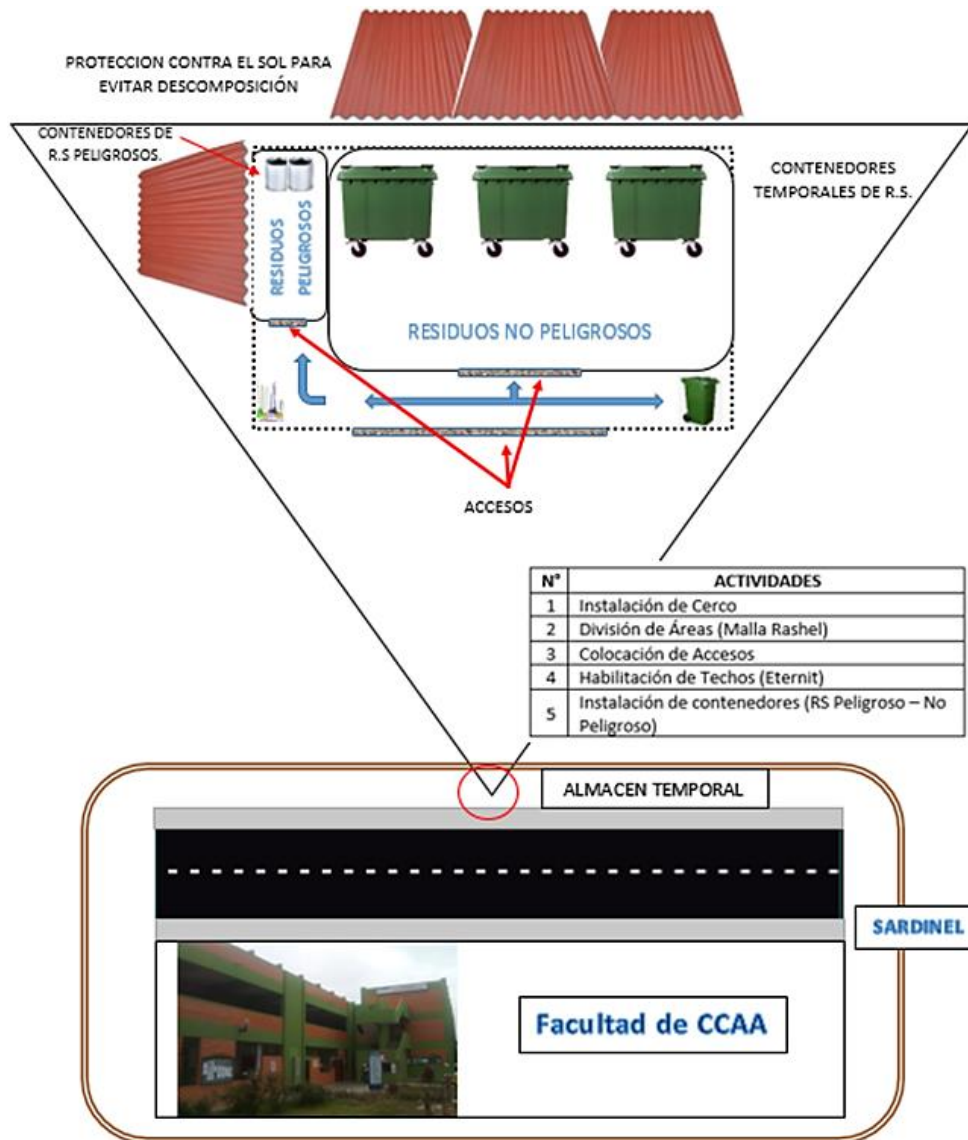 PROTECCION CONTRA EL SOL PARA
EVITAR DESCOMPOSICIÓN
CONTENEDORES DE
R.S PELIGROSOS.
CONTENEDORES
TEMPORALES DE R.S.
RESIDUOS
PELIGROSOS
RESIDUOS NO PELIGROSOS
ACCESOS
N° ACTIVIDADES
1 Instalación de Cerco
2 División de Áreas (Malla Rashel)
3 Colocación de Accesos
4 Habilitación de Techos (Eternit)
5 Instalación de contenedores (RS Peligroso – No
Peligroso)
ALMACEN TEMPORAL
SARDINEL
Facultad de CCAA